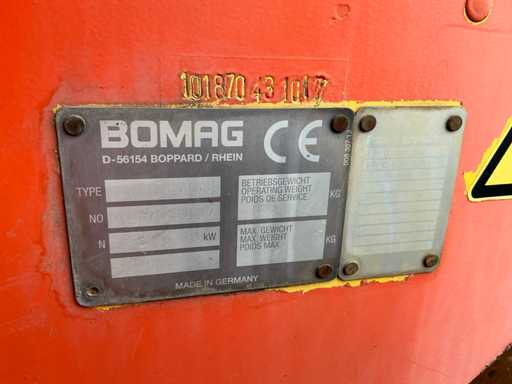 101870 43 1017
BOMAG
CE
D-56154 BOPPARD / RHEIN
TYPE
BETRIEBSGEWICHT
OPERATING WEIGHT
POIDS DE SERVICE
KG
NO
N
kW
MAX. GEWICHT
MAX. WEIGHT
POIDS MAX.
KG
MADE IN GERMANY